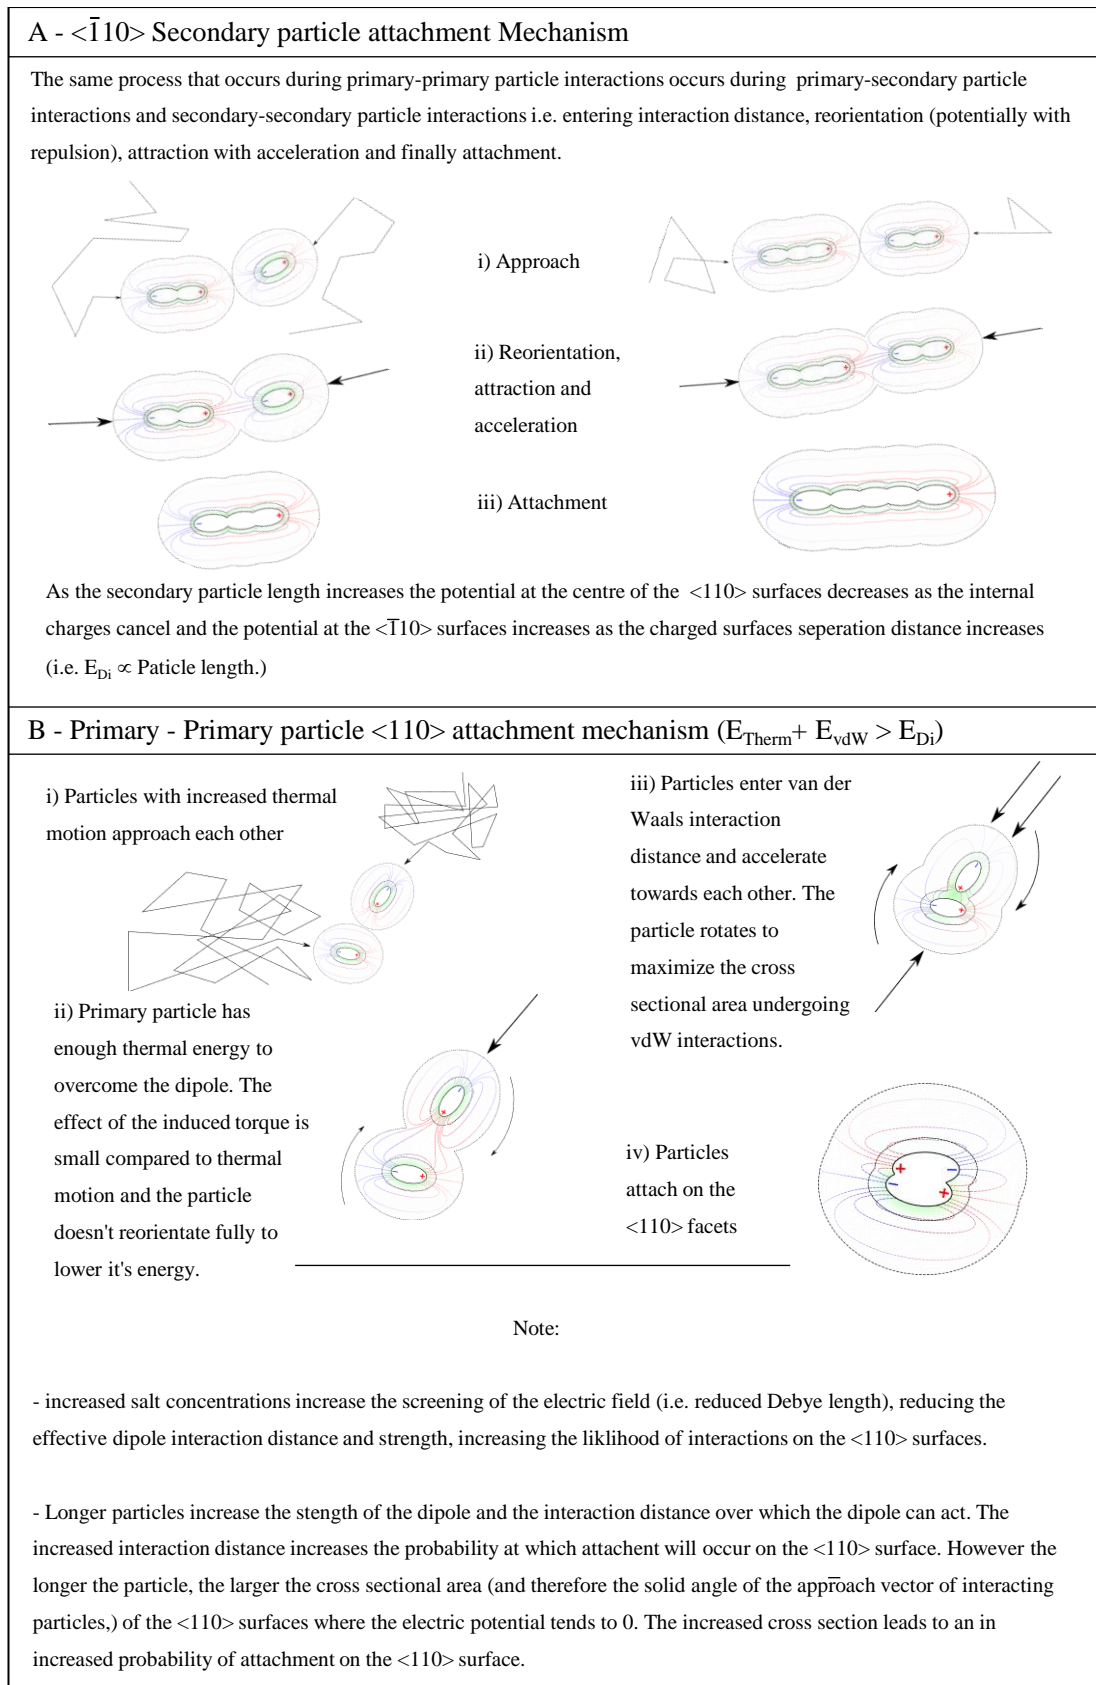 A - <1̅10> Secondary particle attachment Mechanism
The same process that occurs during primary-primary particle interactions occurs during primary-secondary particle
interactions and secondary-secondary particle interactions i.e. entering interaction distance, reorientation (potentially with
repulsion), attraction with acceleration and finally attachment.
i) Approach
ii) Reorientation,
attraction and
acceleration
iii) Attachment
As the secondary particle length increases the potential at the centre of the <110> surfaces decreases as the internal
charges cancel and the potential at the <1̅10> surfaces increases as the charged surfaces seperation distance increases
(i.e. E_Di ∝ Paticle length.)
B - Primary - Primary particle <110> attachment mechanism (E_Therm+ E_vdW > E_Di)
i) Particles with increased thermal
motion approach each other
ii) Primary particle has
enough thermal energy to
overcome the dipole. The
effect of the induced torque is
small compared to thermal
motion and the particle
doesn't reorientate fully to
lower it's energy.
iii) Particles enter van der
Waals interaction
distance and accelerate
towards each other. The
particle rotates to
maximize the cross
sectional area undergoing
vdW interactions.
iv) Particles
attach on the
<110> facets
Note:
- increased salt concentrations increase the screening of the electric field (i.e. reduced Debye length), reducing the
effective dipole interaction distance and strength, increasing the liklihood of interactions on the <110> surfaces.
- Longer particles increase the stength of the dipole and the interaction distance over which the dipole can act. The
increased interaction distance increases the probability at which attachent will occur on the <110> surface. However the
longer the particle, the larger the cross sectional area (and therefore the solid angle of the approach vector of interacting
particles,) of the <110> surfaces where the electric potential tends to 0. The increased cross section leads to an in
increased probability of attachment on the <110> surface.